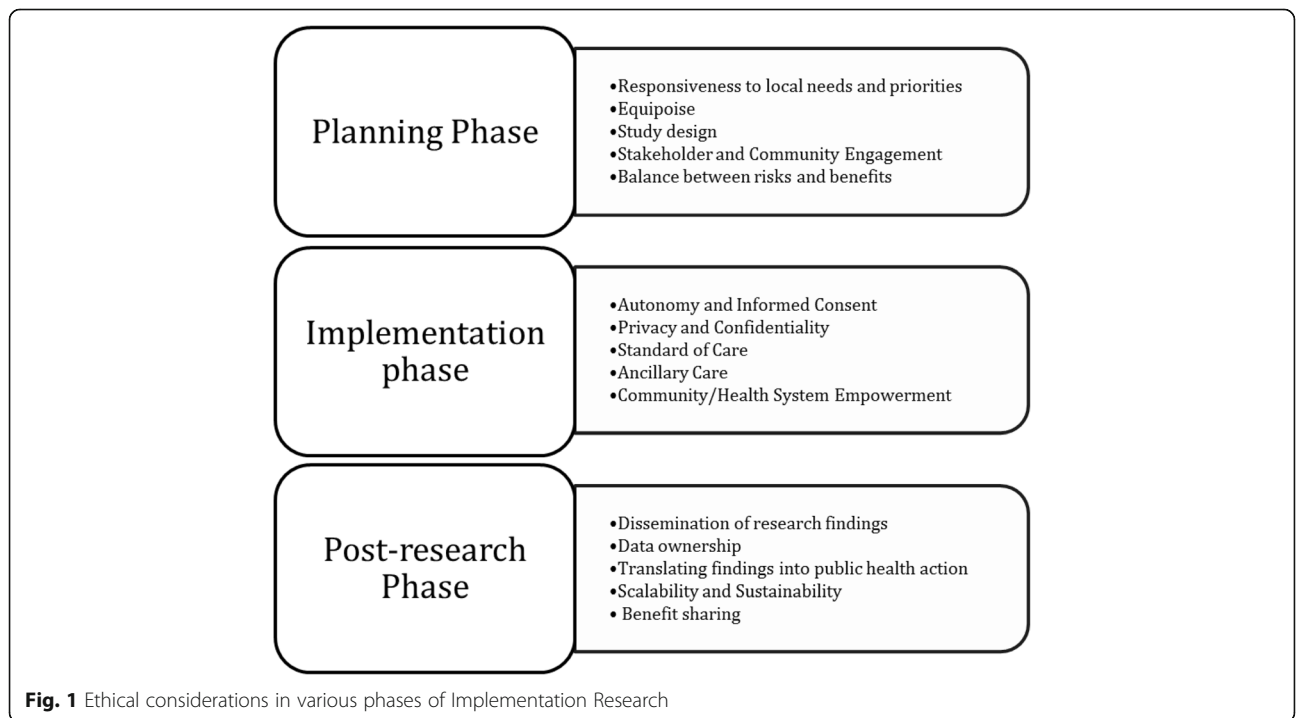 Planning Phase
•Responsiveness to local needs and priorities
•Equipoise
•Study design
•Stakeholder and Community Engagement
•Balance between risks and benefits
Implementation
phase
•Autonomy and Informed Consent
•Privacy and Confidentiality
•Standard of Care
•Ancillary Care
•Community/Health System Empowerment
Post-research
Phase
•Dissemination of research findings
•Data ownership
•Translating findings into public health action
•Scalability and Sustainability
• Benefit sharing
Fig. 1 Ethical considerations in various phases of Implementation Research